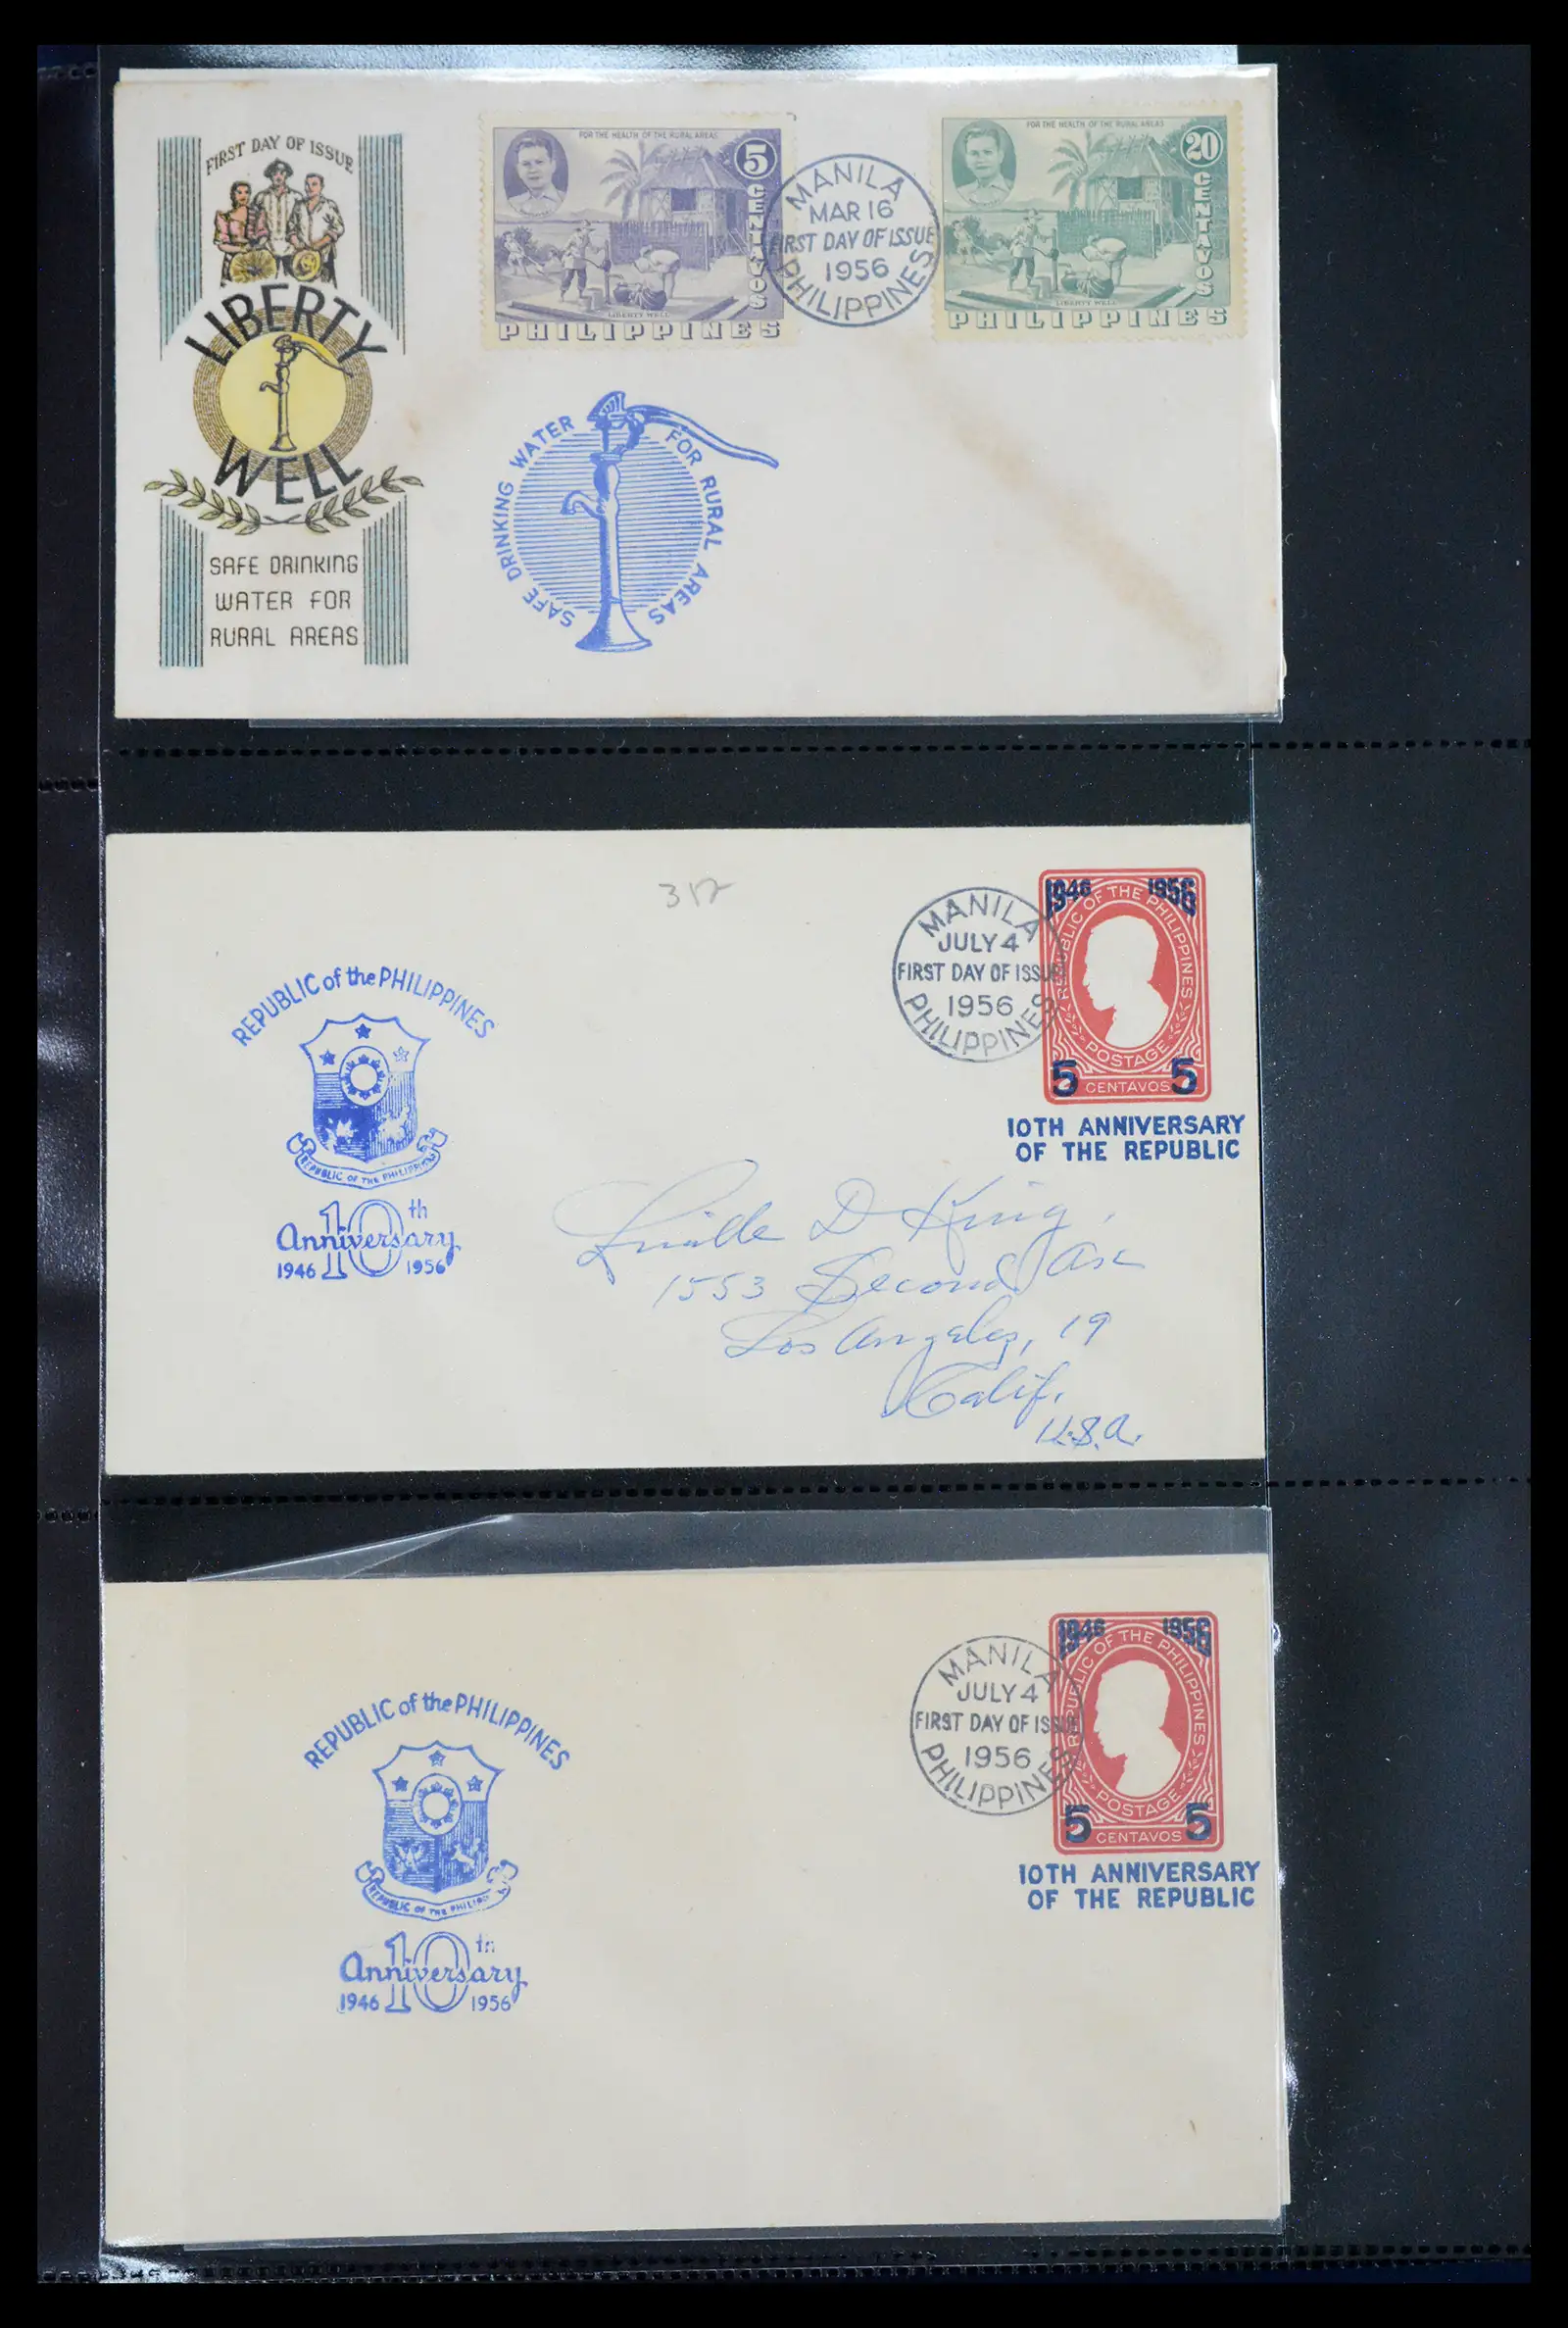 FIRST DAY OF ISSUE
LIBERTY
WELL
SAFE DRINKING
WATER FOR
RURAL AREAS
FOR THE HEALTH OF THE RURAL AREAS
5
CENTAVOS
LIBERTY WELL
PHILIPPINES
MANILA
MAR 16
FIRST DAY OF ISSUE
1956
PHILIPPINES
FOR THE HEALTH OF THE RURAL AREAS
20
CENTAVOS
LIBERTY WELL
PHILIPPINES
SAFE DRINKING WATER FOR RURAL AREAS
312
REPUBLIC of the PHILIPPINES
REPUBLIC OF THE PHILIPPINES
10th
Anniversary
1946 1956
MANILA
JULY 4
FIRST DAY OF ISSUE
1956
PHILIPPINES
1946 1956
REPUBLIC OF THE PHILIPPINES
POSTAGE
5 CENTAVOS 5
10TH ANNIVERSARY
OF THE REPUBLIC
Lucille D King,
1553 Second Ave
Los Angeles, 19
Calif.
U.S.A.
REPUBLIC of the PHILIPPINES
REPUBLIC OF THE PHILIPPINES
10th
Anniversary
1946 1956
MANILA
JULY 4
FIRST DAY OF ISSUE
1956
PHILIPPINES
1946 1956
REPUBLIC OF THE PHILIPPINES
POSTAGE
5 CENTAVOS 5
10TH ANNIVERSARY
OF THE REPUBLIC